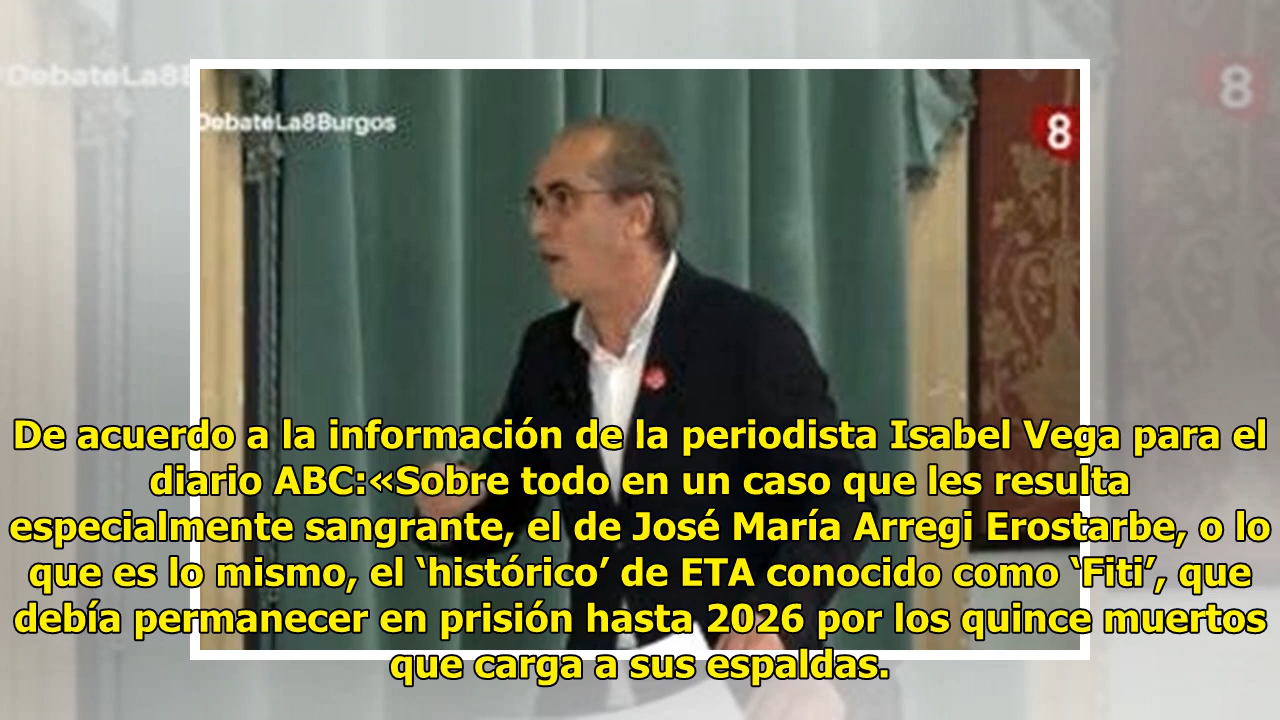 DebateLa88
8
DebateLa8Burgos
8
De acuerdo a la información de la periodista Isabel Vega para el
diario ABC:«Sobre todo en un caso que les resulta
especialmente sangrante, el de José María Arregi Erostarbe, o lo
que es lo mismo, el ‘histórico’ de ETA conocido como ‘Fiti’, que
debía permanecer en prisión hasta 2026 por los quince muertos
que carga a sus espaldas.